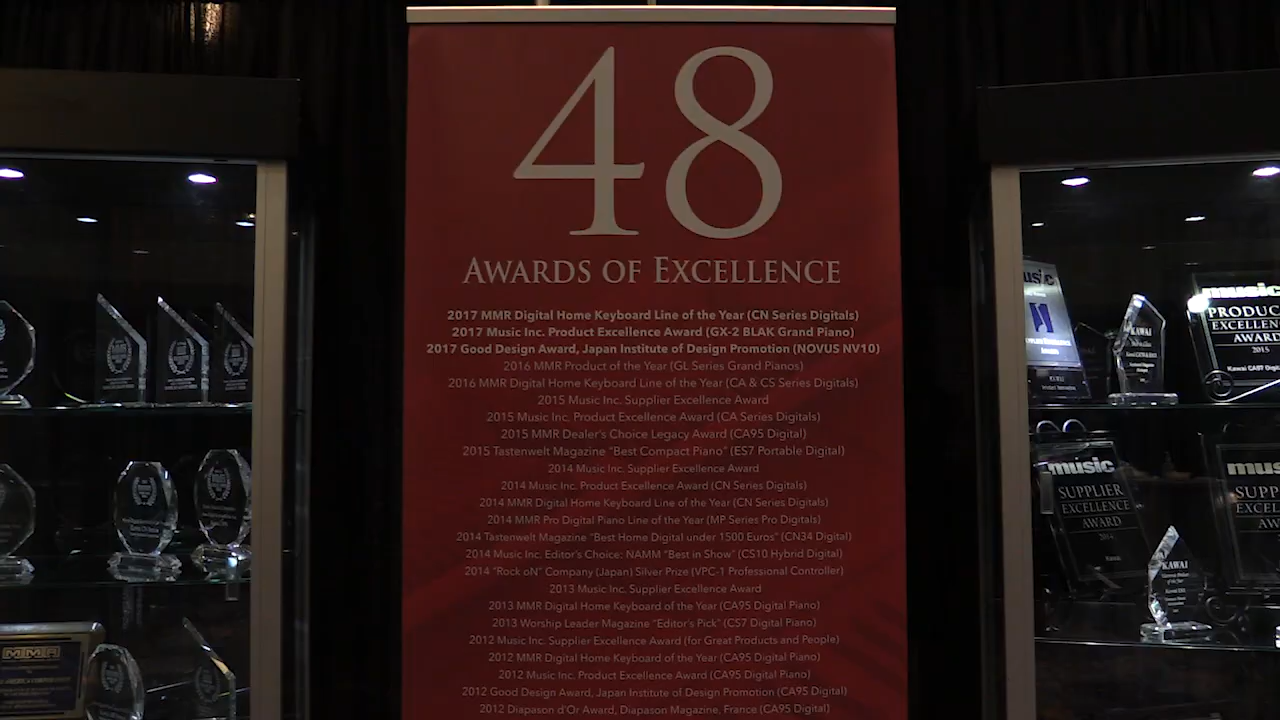 48
AWARDS OF EXCELLENCE
2017 MMR Digital Home Keyboard Line of the Year (CN Series Digitals)
2017 Music Inc. Product Excellence Award (GX-2 BLAK Grand Piano)
2017 Good Design Award, Japan Institute of Design Promotion (NOVUS NV10)
2016 MMR Product of the Year (GL Series Grand Pianos)
2016 MMR Digital Home Keyboard Line of the Year (CA & CS Series Digitals)
2015 Music Inc. Supplier Excellence Award
2015 Music Inc. Product Excellence Award (CA Series Digitals)
2015 MMR Dealer's Choice Legacy Award (CA95 Digital)
2015 Tastenwelt Magazine "Best Compact Piano" (ES7 Portable Digital)
2014 Music Inc. Supplier Excellence Award
2014 Music Inc. Product Excellence Award (CN Series Digitals)
2014 MMR Digital Home Keyboard Line of the Year (CN Series Digitals)
2014 MMR Pro Digital Piano Line of the Year (MP Series Pro Digitals)
2014 Tastenwelt Magazine "Best Home Digital under 1500 Euros" (CN34 Digital)
2014 Music Inc. Editor's Choice: NAMM "Best in Show" (CS10 Hybrid Digital)
2014 "Rock oN" Company (Japan) Silver Prize (VPC-1 Professional Controller)
2013 Music Inc. Supplier Excellence Award
2013 MMR Digital Home Keyboard of the Year (CA95 Digital Piano)
2013 Worship Leader Magazine "Editor's Pick" (CS7 Digital Piano)
2012 Music Inc. Supplier Excellence Award (for Great Products and People)
2012 MMR Digital Home Keyboard of the Year (CA95 Digital Piano)
2012 Music Inc. Product Excellence Award (CA95 Digital Piano)
2012 Good Design Award, Japan Institute of Design Promotion (CA95 Digital)
2012 Diapason d'Or Award, Diapason Magazine, France (CA95 Digital)
MMR
KAWAI
music
PRODUC
EXCELLEN
AWARD
2015
music
SUPPLIER
EXCELLENCE
AWARD
2014
Kawai
KAWAI
mus
SUPP
EXCELL
AWA